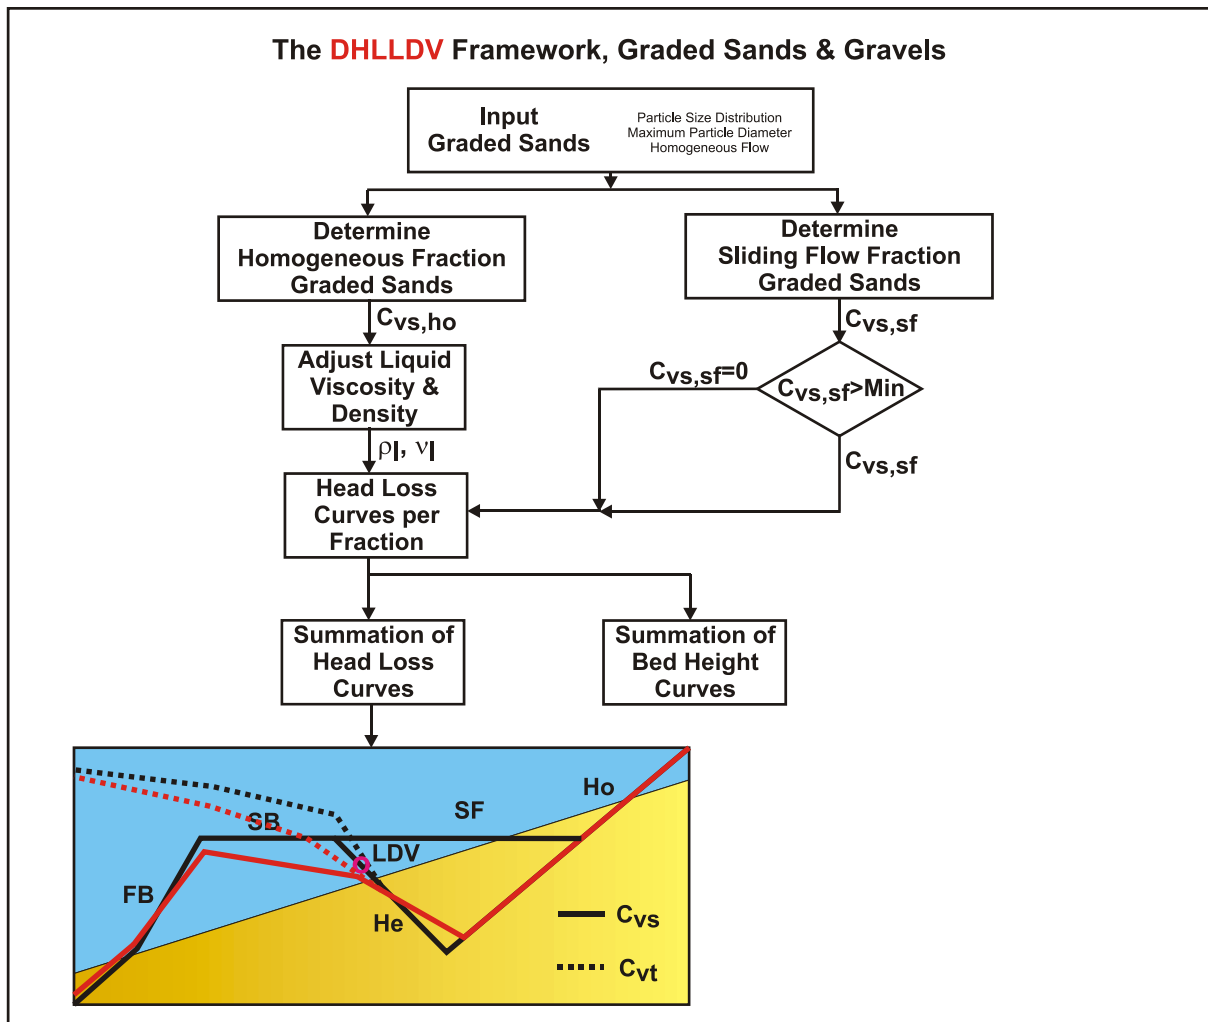 The DHLLDV Framework, Graded Sands & Gravels
Input
Graded Sands
Particle Size Distribution
Maximum Particle Diameter
Homogeneous Flow
Determine
Homogeneous Fraction
Graded Sands
Determine
Sliding Flow Fraction
Graded Sands
Cvs,ho
Cvs,sf
Adjust Liquid
Viscosity &
Density
Cvs,sf=0
Cvs,sf>Min
ρl, νl
Cvs,sf
Head Loss
Curves per
Fraction
Summation of
Head Loss
Curves
Summation of
Bed Height
Curves
Ho
SB
SF
LDV
FB
He
Cvs
Cvt